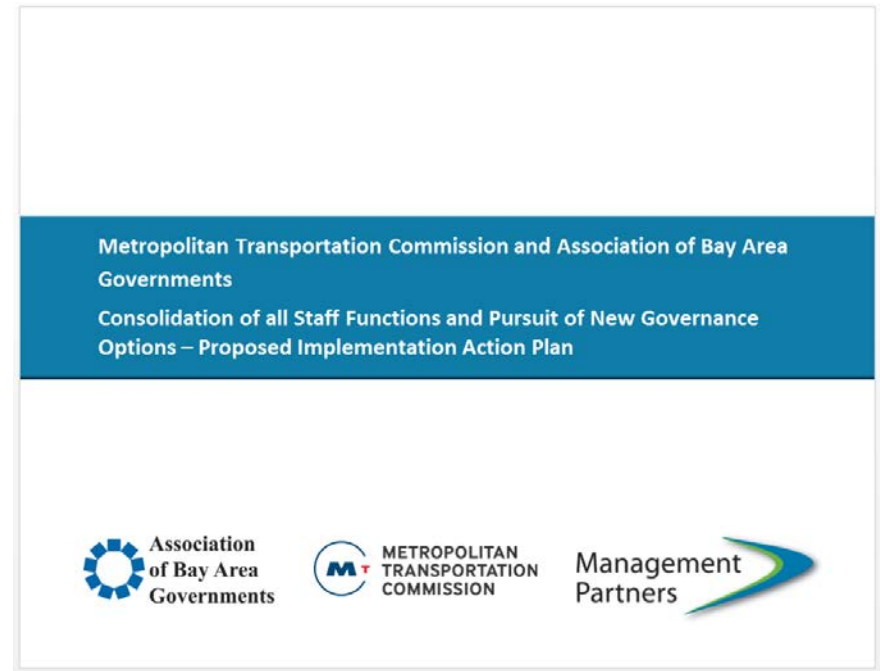 Metropolitan Transportation Commission and Association of Bay Area
Governments
Consolidation of all Staff Functions and Pursuit of New Governance
Options – Proposed Implementation Action Plan
Association
of Bay Area
Governments
MT
METROPOLITAN
TRANSPORTATION
COMMISSION
Management
Partners